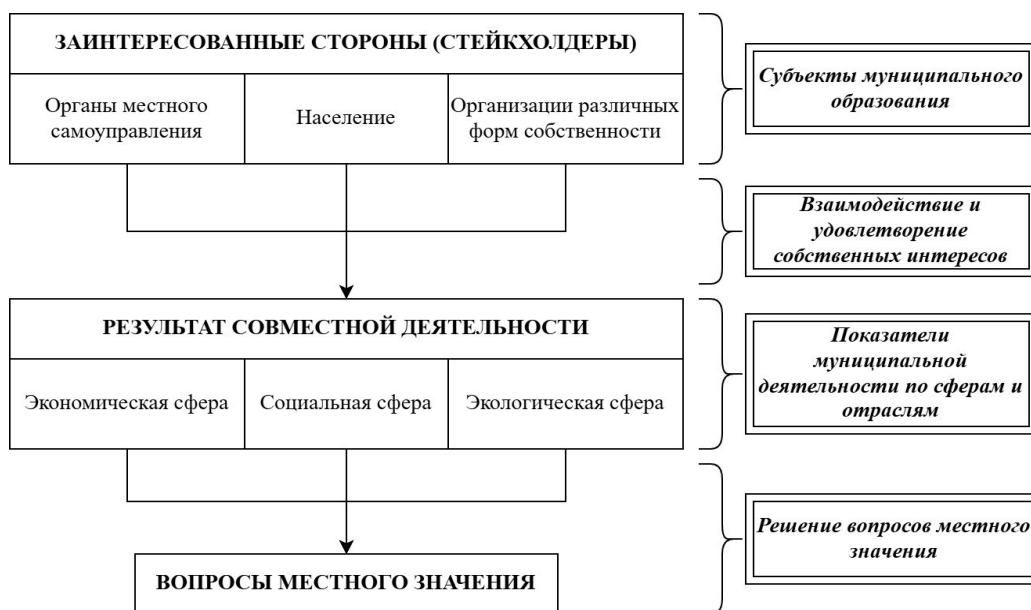 ЗАИНТЕРЕСОВАННЫЕ СТОРОНЫ (СТЕЙКХОЛДЕРЫ)
Органы местного
самоуправления
Население
Организации различных
форм собственности
Субъекты муниципального
образования
Взаимодействие и
удовлетворение
собственных интересов
РЕЗУЛЬТАТ СОВМЕСТНОЙ ДЕЯТЕЛЬНОСТИ
Экономическая сфера
Социальная сфера
Экологическая сфера
Показатели
муниципальной
деятельности по сферам и
отраслям
ВОПРОСЫ МЕСТНОГО ЗНАЧЕНИЯ
Решение вопросов местного
значения